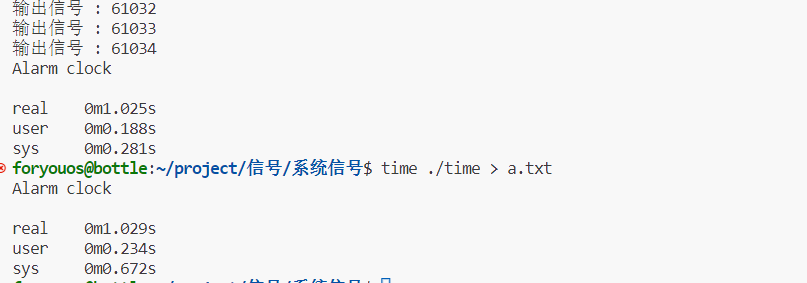 输出信号 : 61032
输出信号 : 61033
输出信号 : 61034
Alarm clock
real 0m1.025s
user 0m0.188s
sys 0m0.281s
foryouos@bottle:~/project/信号/系统信号$ time ./time > a.txt
Alarm clock
real 0m1.029s
user 0m0.234s
sys 0m0.672s